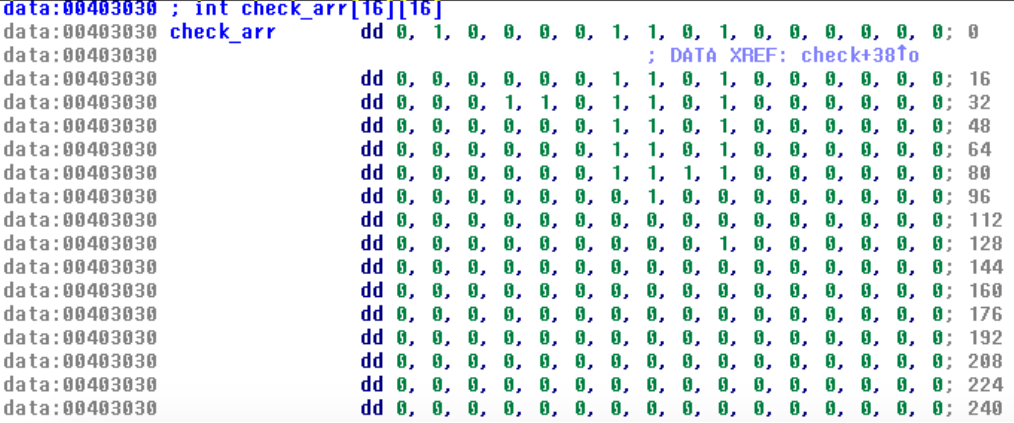 data:00403030 ; int check_arr[16][16]
data:00403030 check_arr dd 0, 1, 0, 0, 0, 0, 1, 1, 0, 1, 0, 0, 0, 0, 0, 0; 0
data:00403030 ; DATA XREF: check+38↑o
data:00403030 dd 0, 0, 0, 0, 0, 0, 1, 1, 0, 1, 0, 0, 0, 0, 0, 0; 16
data:00403030 dd 0, 0, 0, 1, 1, 0, 1, 1, 0, 1, 0, 0, 0, 0, 0, 0; 32
data:00403030 dd 0, 0, 0, 0, 0, 0, 1, 1, 0, 1, 0, 0, 0, 0, 0, 0; 48
data:00403030 dd 0, 0, 0, 0, 0, 0, 1, 1, 0, 1, 0, 0, 0, 0, 0, 0; 64
data:00403030 dd 0, 0, 0, 0, 0, 0, 1, 1, 1, 1, 0, 0, 0, 0, 0, 0; 80
data:00403030 dd 0, 0, 0, 0, 0, 0, 0, 1, 0, 0, 0, 0, 0, 0, 0, 0; 96
data:00403030 dd 0, 0, 0, 0, 0, 0, 0, 0, 0, 0, 0, 0, 0, 0, 0, 0; 112
data:00403030 dd 0, 0, 0, 0, 0, 0, 0, 0, 0, 1, 0, 0, 0, 0, 0, 0; 128
data:00403030 dd 0, 0, 0, 0, 0, 0, 0, 0, 0, 0, 0, 0, 0, 0, 0, 0; 144
data:00403030 dd 0, 0, 0, 0, 0, 0, 0, 0, 0, 0, 0, 0, 0, 0, 0, 0; 160
data:00403030 dd 0, 0, 0, 0, 0, 0, 0, 0, 0, 0, 0, 0, 0, 0, 0, 0; 176
data:00403030 dd 0, 0, 0, 0, 0, 0, 0, 0, 0, 0, 0, 0, 0, 0, 0, 0; 192
data:00403030 dd 0, 0, 0, 0, 0, 0, 0, 0, 0, 0, 0, 0, 0, 0, 0, 0; 208
data:00403030 dd 0, 0, 0, 0, 0, 0, 0, 0, 0, 0, 0, 0, 0, 0, 0, 0; 224
data:00403030 dd 0, 0, 0, 0, 0, 0, 0, 0, 0, 0, 0, 0, 0, 0, 0, 0; 240